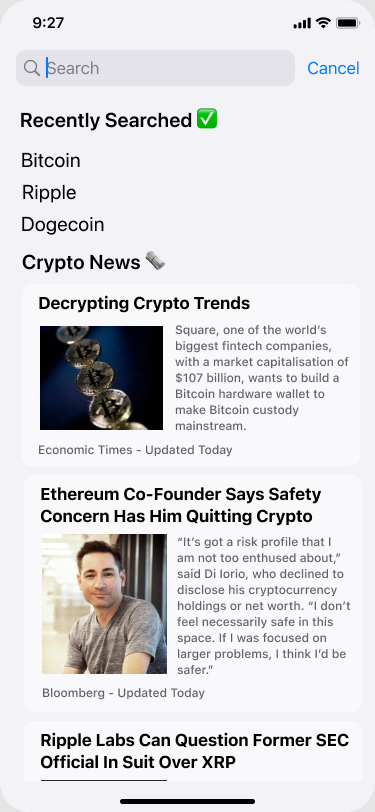 9:27
Search
Cancel
Recently Searched ✅
Bitcoin
Ripple
Dogecoin
Crypto News 🗞️
Decrypting Crypto Trends
Square, one of the world's
biggest fintech companies,
with a market capitalisation of
$107 billion, wants to build a
Bitcoin hardware wallet to
make Bitcoin custody
mainstream.
Economic Times - Updated Today
Ethereum Co-Founder Says Safety
Concern Has Him Quitting Crypto
“It’s got a risk profile that I
am not too enthused about,”
said Di Iorio, who declined to
disclose his cryptocurrency
holdings or net worth. “I don’t
feel necessarily safe in this
space. If I was focused on
larger problems, I think I’d be
safer.”
Bloomberg - Updated Today
Ripple Labs Can Question Former SEC
Official In Suit Over XRP